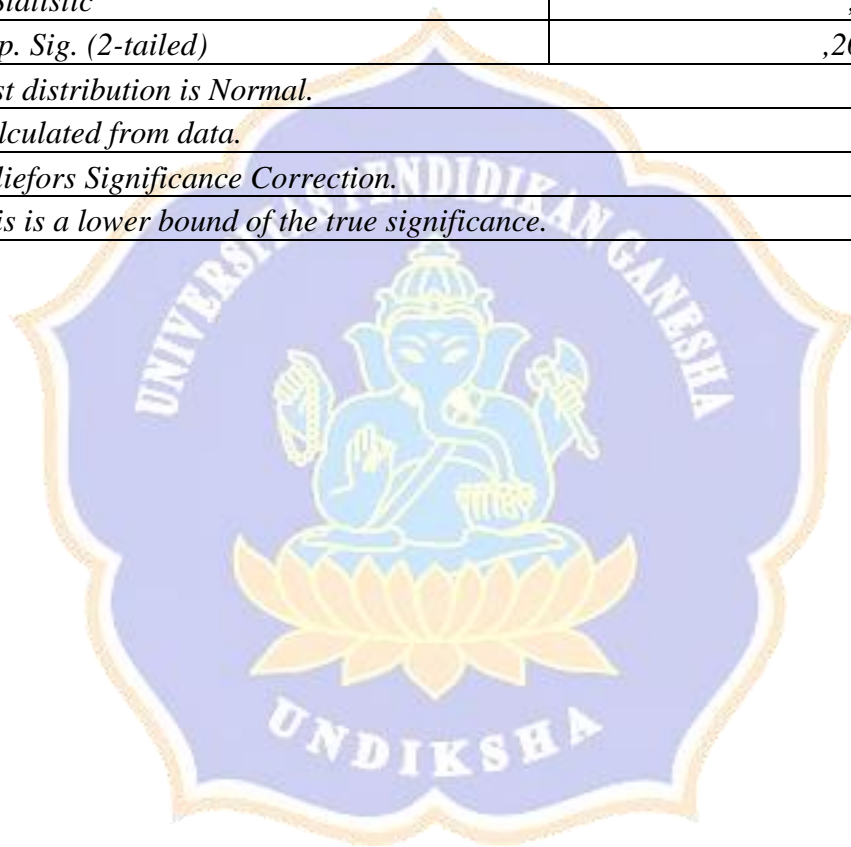 Statistic ,
p. Sig. (2-tailed) ,20
st distribution is Normal.
lculated from data.
liefors Significance Correction.
is is a lower bound of the true significance.
UNIVERSITAS PENDIDIKAN GANESHA
UNDIKSHA